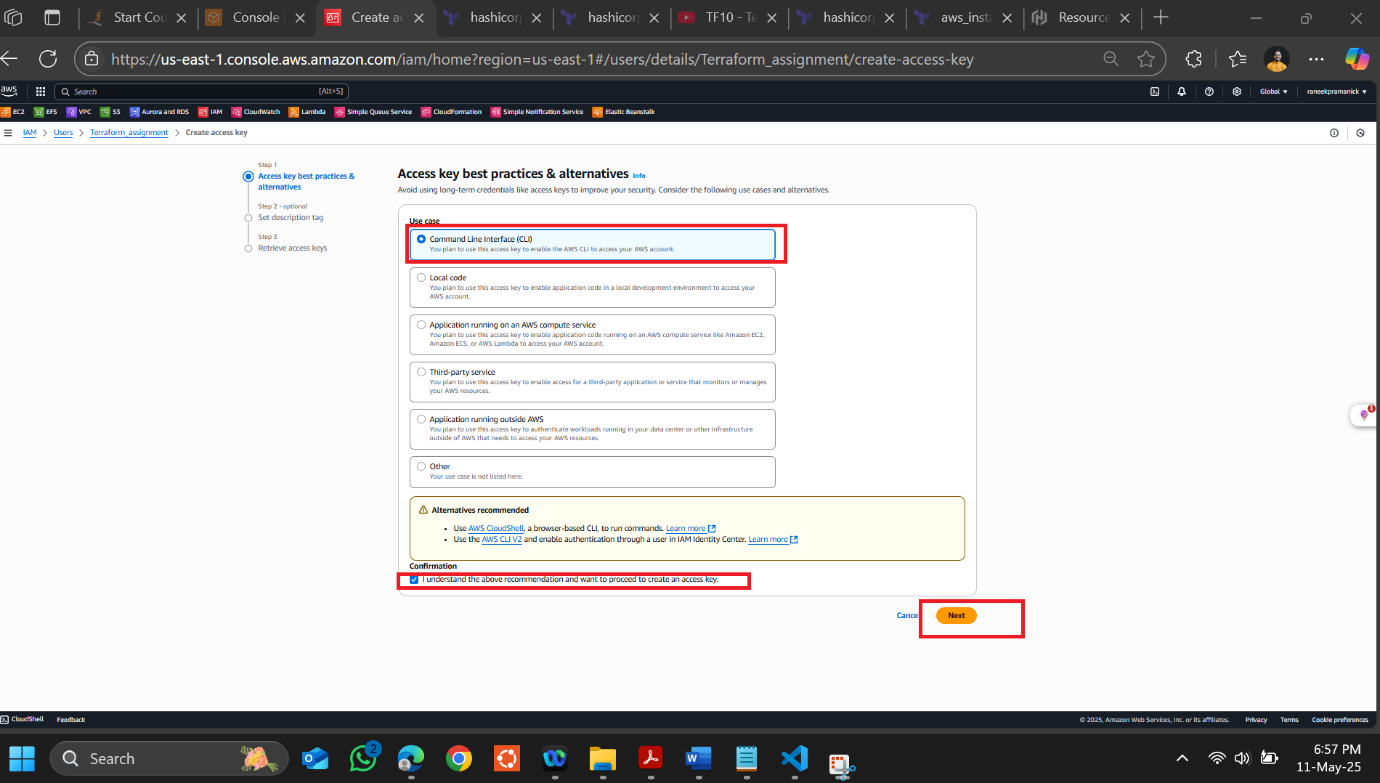 Start Cou
Console
Create ac
hashicor
hashicor
TF10 - Te
hashicor
aws_inst
Resource
https://us-east-1.console.aws.amazon.com/iam/home?region=us-east-1#/users/details/Terraform_assignment/create-access-key
aws
Search
[Alt+S]
Global
raneekpramanick
EC2
EFS
VPC
S3
Aurora and RDS
IAM
CloudWatch
Lambda
Simple Queue Service
CloudFormation
Simple Notification Service
Elastic Beanstalk
IAM > Users > Terraform_assignment > Create access key
Step 1
Access key best practices &
alternatives
Step 2 - optional
Set description tag
Step 3
Retrieve access keys
Access key best practices & alternatives Info
Avoid using long-term credentials like access keys to improve your security. Consider the following use cases and alternatives.
Use case
Command Line Interface (CLI)
You plan to use this access key to enable the AWS CLI to access your AWS account.
Local code
You plan to use this access key to enable application code in a local development environment to access your
AWS account.
Application running on an AWS compute service
You plan to use this access key to enable application code running on an AWS compute service like Amazon EC2,
Amazon ECS, or AWS Lambda to access your AWS account.
Third-party service
You plan to use this access key to enable access for a third-party application or service that monitors or manages
your AWS resources.
Application running outside AWS
You plan to use this access key to authenticate workloads running in your data center or other infrastructure
outside of AWS that needs to access your AWS resources.
Other
Your use case is not listed here.
Alternatives recommended
• Use AWS CloudShell, a browser-based CLI, to run commands. Learn more
• Use the AWS CLI V2 and enable authentication through a user in IAM Identity Center. Learn more
Confirmation
I understand the above recommendation and want to proceed to create an access key.
Cance
Next
1
CloudShell
Feedback
© 2025, Amazon Web Services, Inc. or its affiliates.
Privacy
Terms
Cookie preferences
Search
2
6:57 PM
11-May-25